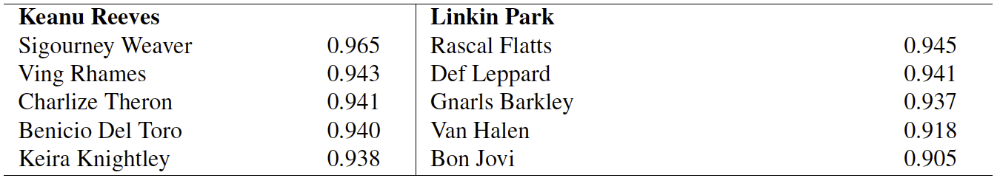 Keanu Reeves Linkin Park
Sigourney Weaver 0.965 Rascal Flatts 0.945
Ving Rhames 0.943 Def Leppard 0.941
Charlize Theron 0.941 Gnarls Barkley 0.937
Benicio Del Toro 0.940 Van Halen 0.918
Keira Knightley 0.938 Bon Jovi 0.905